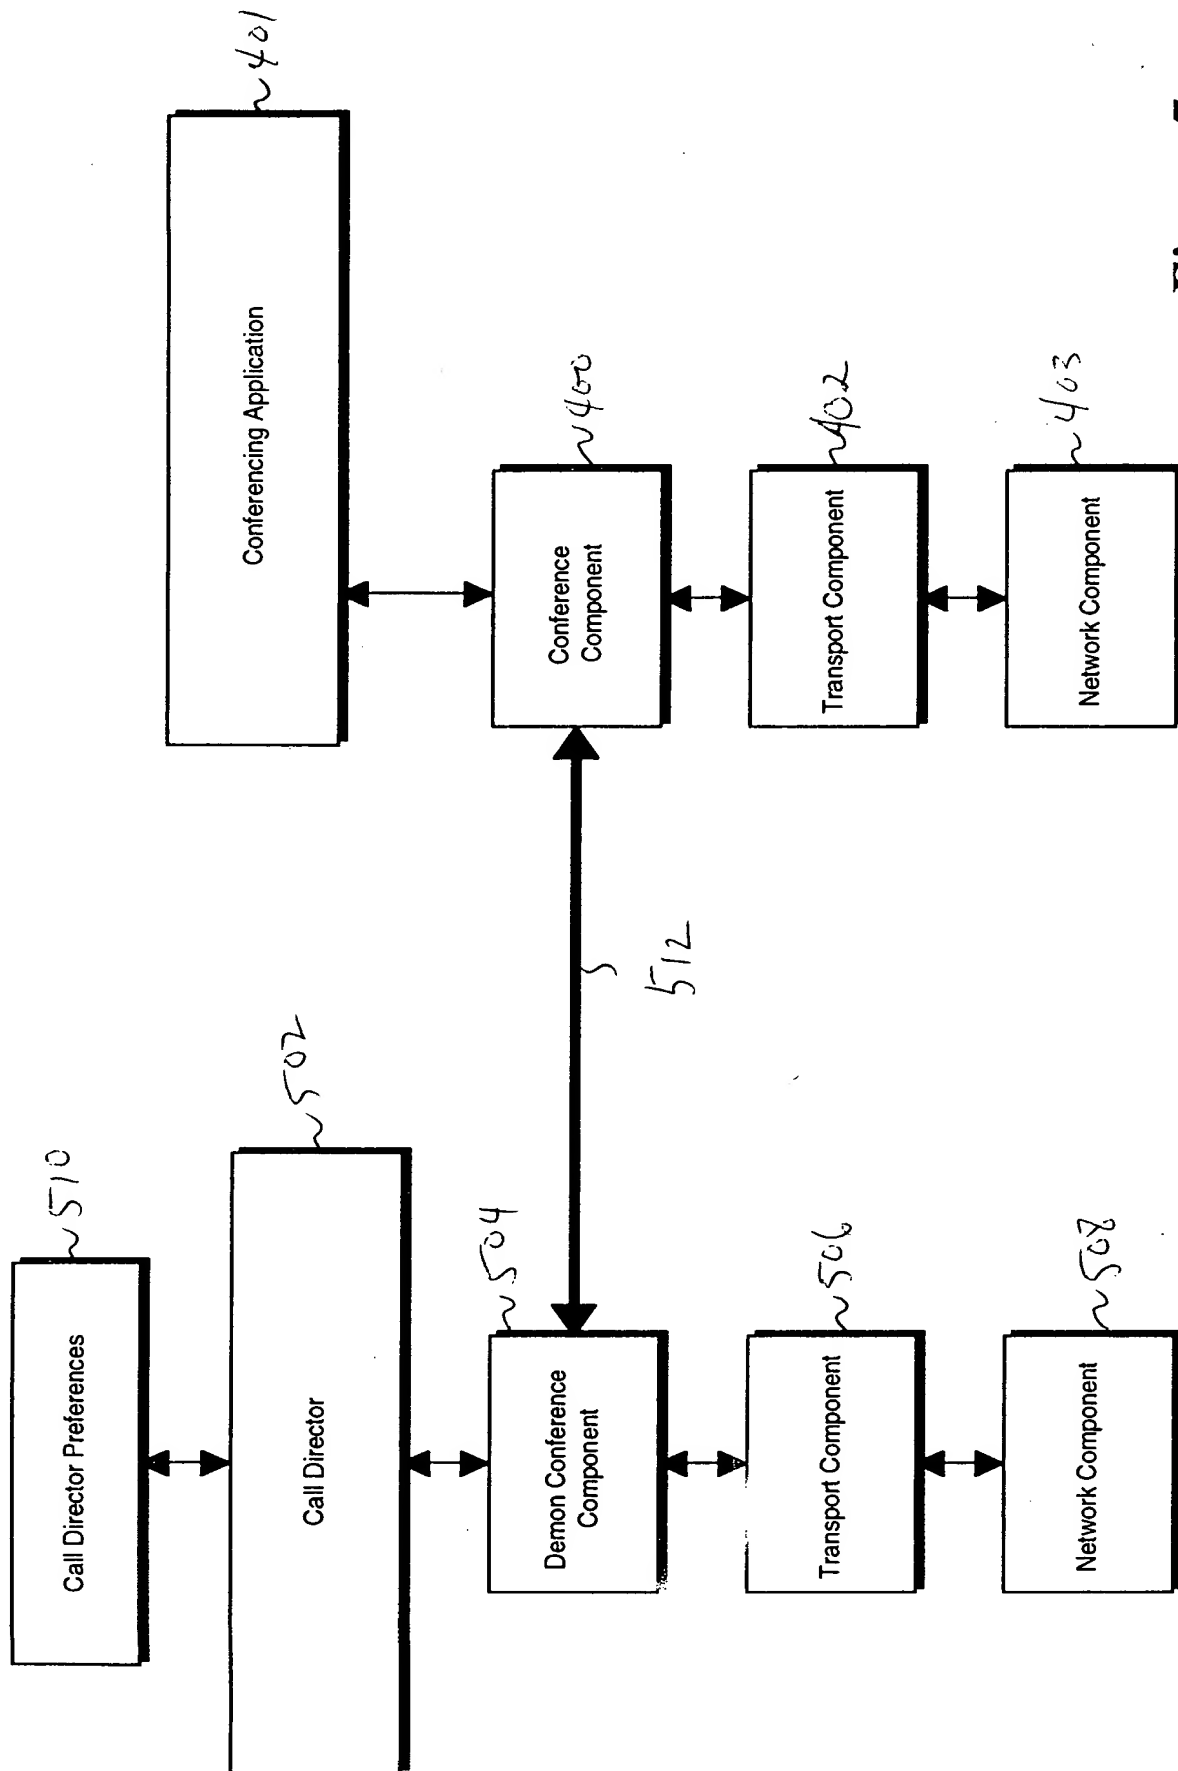 Call Director Preferences
510
Call Director
502
Demon Conference
Component
504
Transport Component
506
Network Component
508
512
Conferencing Application
401
Conference
Component
400
Transport Component
402
Network Component
403